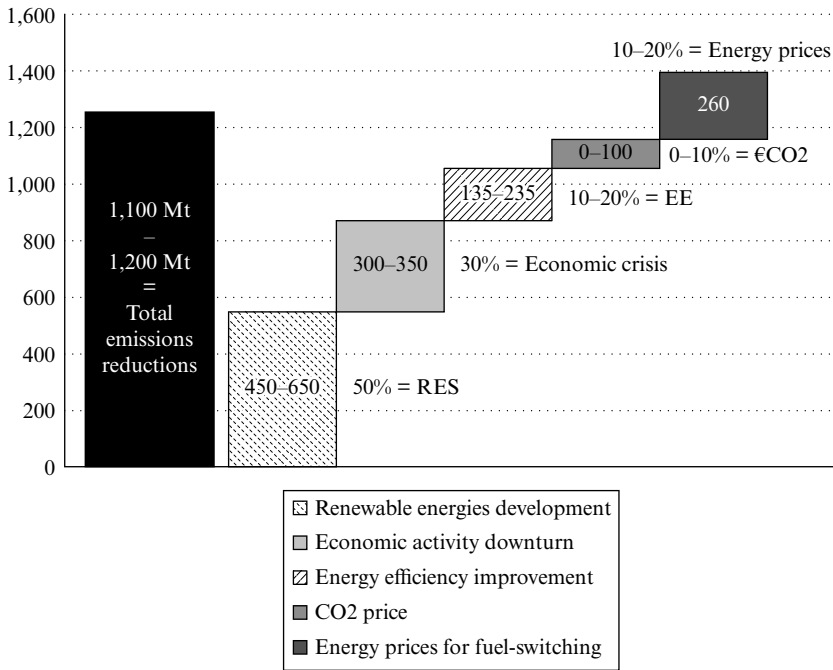 1,600
1,400
1,200
1,000
800
600
400
200
0
1,100 Mt
–
1,200 Mt
=
Total
emissions
reductions
450–650
50% = RES
300–350
30% = Economic crisis
135–235
10–20% = EE
0–100
0–10% = €CO2
10–20% = Energy prices
260
Renewable energies development
Economic activity downturn
Energy efficiency improvement
CO2 price
Energy prices for fuel-switching